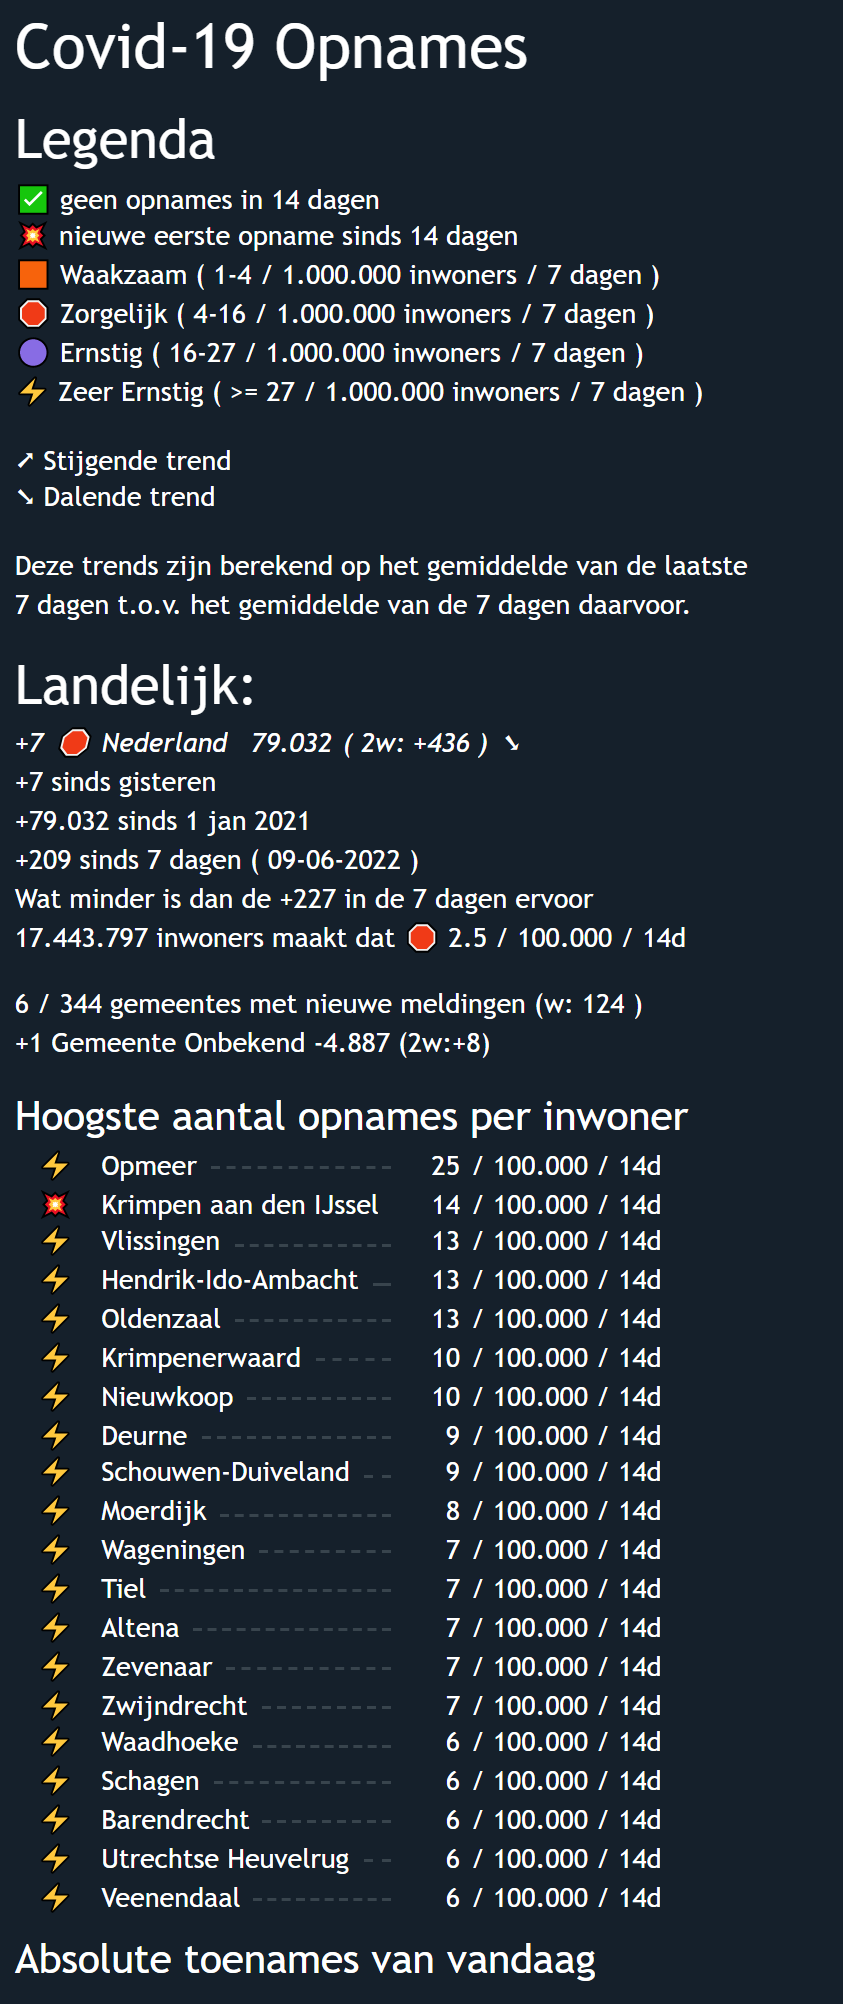 Covid-19 Opnames
Legenda
✅ geen opnames in 14 dagen
💥 nieuwe eerste opname sinds 14 dagen
🟧 Waakzaam ( 1-4 / 1.000.000 inwoners / 7 dagen )
🛑 Zorgelijk ( 4-16 / 1.000.000 inwoners / 7 dagen )
🟣 Ernstig ( 16-27 / 1.000.000 inwoners / 7 dagen )
⚡ Zeer Ernstig ( >= 27 / 1.000.000 inwoners / 7 dagen )
➚ Stijgende trend
➘ Dalende trend
Deze trends zijn berekend op het gemiddelde van de laatste
7 dagen t.o.v. het gemiddelde van de 7 dagen daarvoor.
Landelijk:
+7 🛑 Nederland 79.032 ( 2w: +436 ) ➘
+7 sinds gisteren
+79.032 sinds 1 jan 2021
+209 sinds 7 dagen ( 09-06-2022 )
Wat minder is dan de +227 in de 7 dagen ervoor
17.443.797 inwoners maakt dat 🛑 2.5 / 100.000 / 14d
6 / 344 gemeentes met nieuwe meldingen (w: 124 )
+1 Gemeente Onbekend -4.887 (2w:+8)
Hoogste aantal opnames per inwoner
⚡ Opmeer 25 / 100.000 / 14d
💥 Krimpen aan den IJssel 14 / 100.000 / 14d
⚡ Vlissingen 13 / 100.000 / 14d
⚡ Hendrik-Ido-Ambacht 13 / 100.000 / 14d
⚡ Oldenzaal 13 / 100.000 / 14d
⚡ Krimpenerwaard 10 / 100.000 / 14d
⚡ Nieuwkoop 10 / 100.000 / 14d
⚡ Deurne 9 / 100.000 / 14d
⚡ Schouwen-Duiveland 9 / 100.000 / 14d
⚡ Moerdijk 8 / 100.000 / 14d
⚡ Wageningen 7 / 100.000 / 14d
⚡ Tiel 7 / 100.000 / 14d
⚡ Altena 7 / 100.000 / 14d
⚡ Zevenaar 7 / 100.000 / 14d
⚡ Zwijndrecht 7 / 100.000 / 14d
⚡ Waadhoeke 6 / 100.000 / 14d
⚡ Schagen 6 / 100.000 / 14d
⚡ Barendrecht 6 / 100.000 / 14d
⚡ Utrechtse Heuvelrug 6 / 100.000 / 14d
⚡ Veenendaal 6 / 100.000 / 14d
Absolute toenames van vandaag